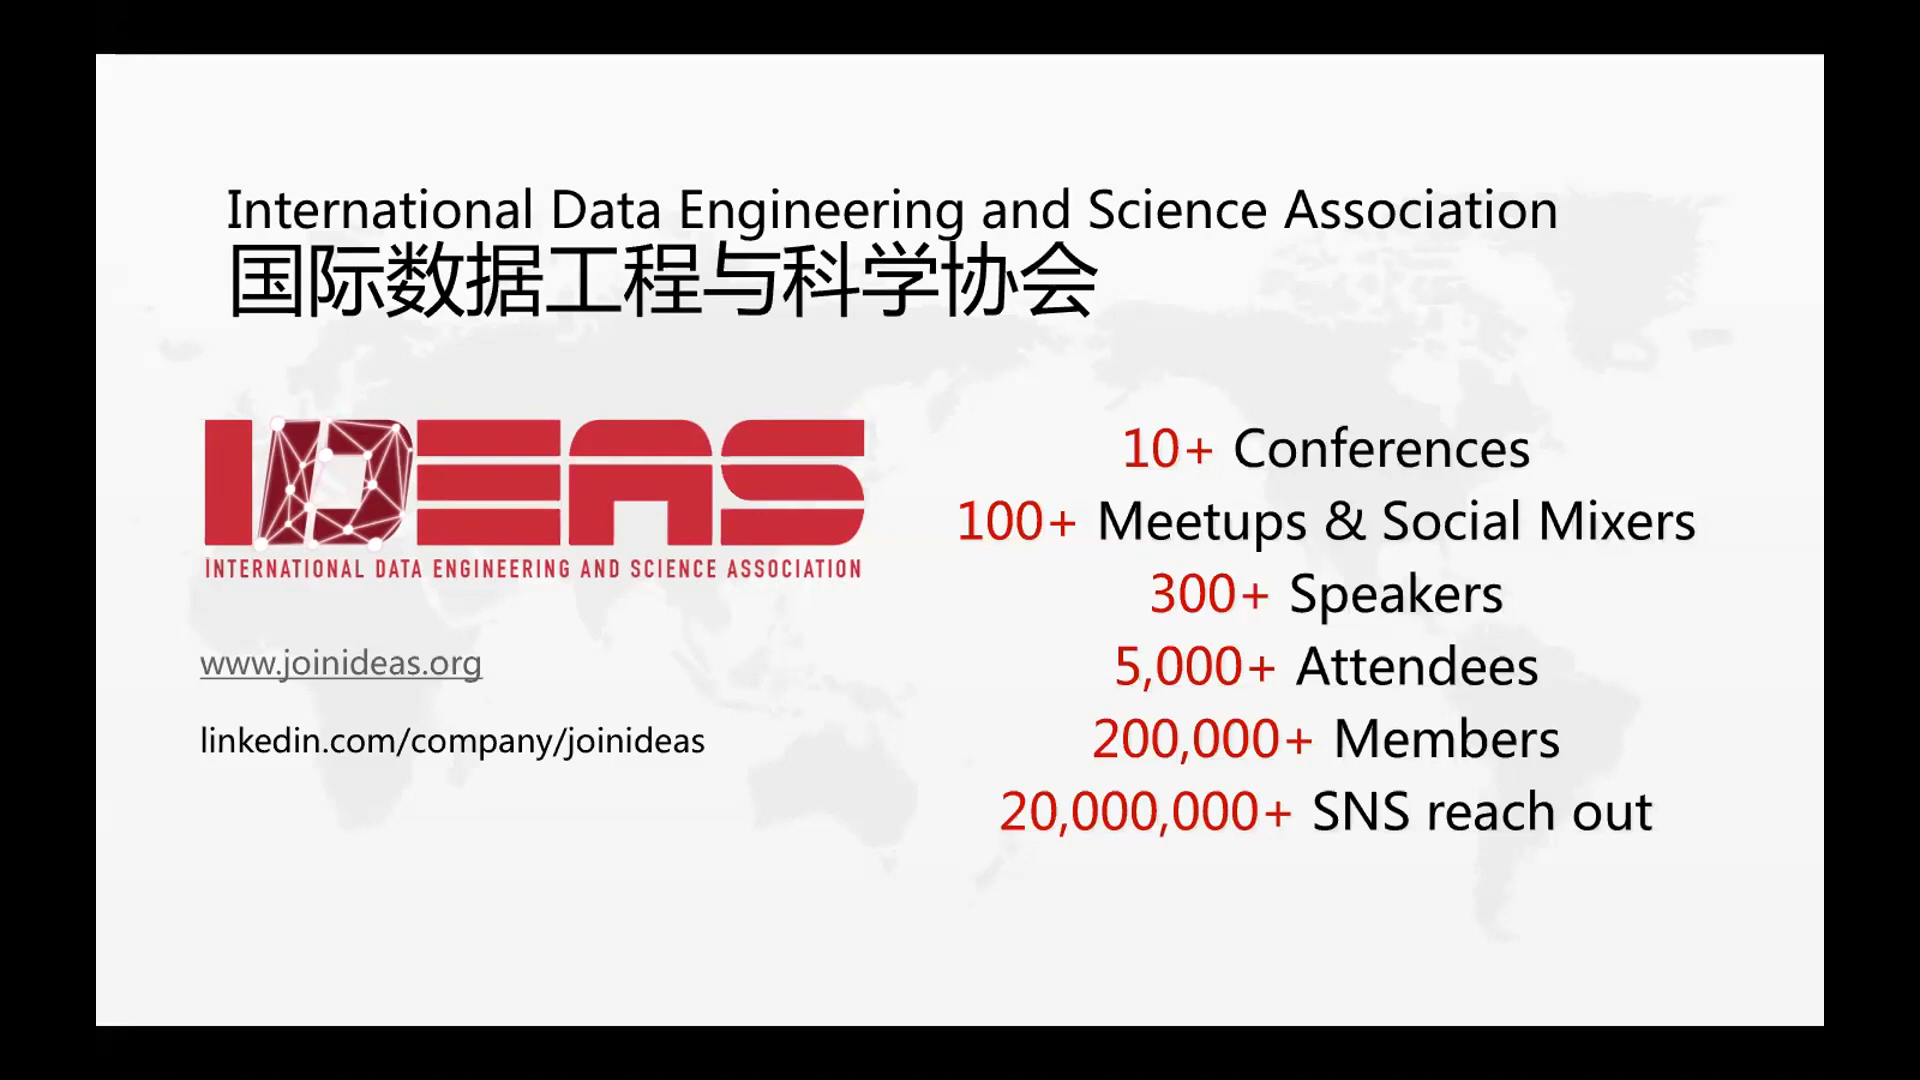 International Data Engineering and Science Association
国际数据工程与科学协会
IDEAS
INTERNATIONAL DATA ENGINEERING AND SCIENCE ASSOCIATION
www.joinideas.org
linkedin.com/company/joinideas
10+ Conferences
100+ Meetups & Social Mixers
300+ Speakers
5,000+ Attendees
200,000+ Members
20,000,000+ SNS reach out